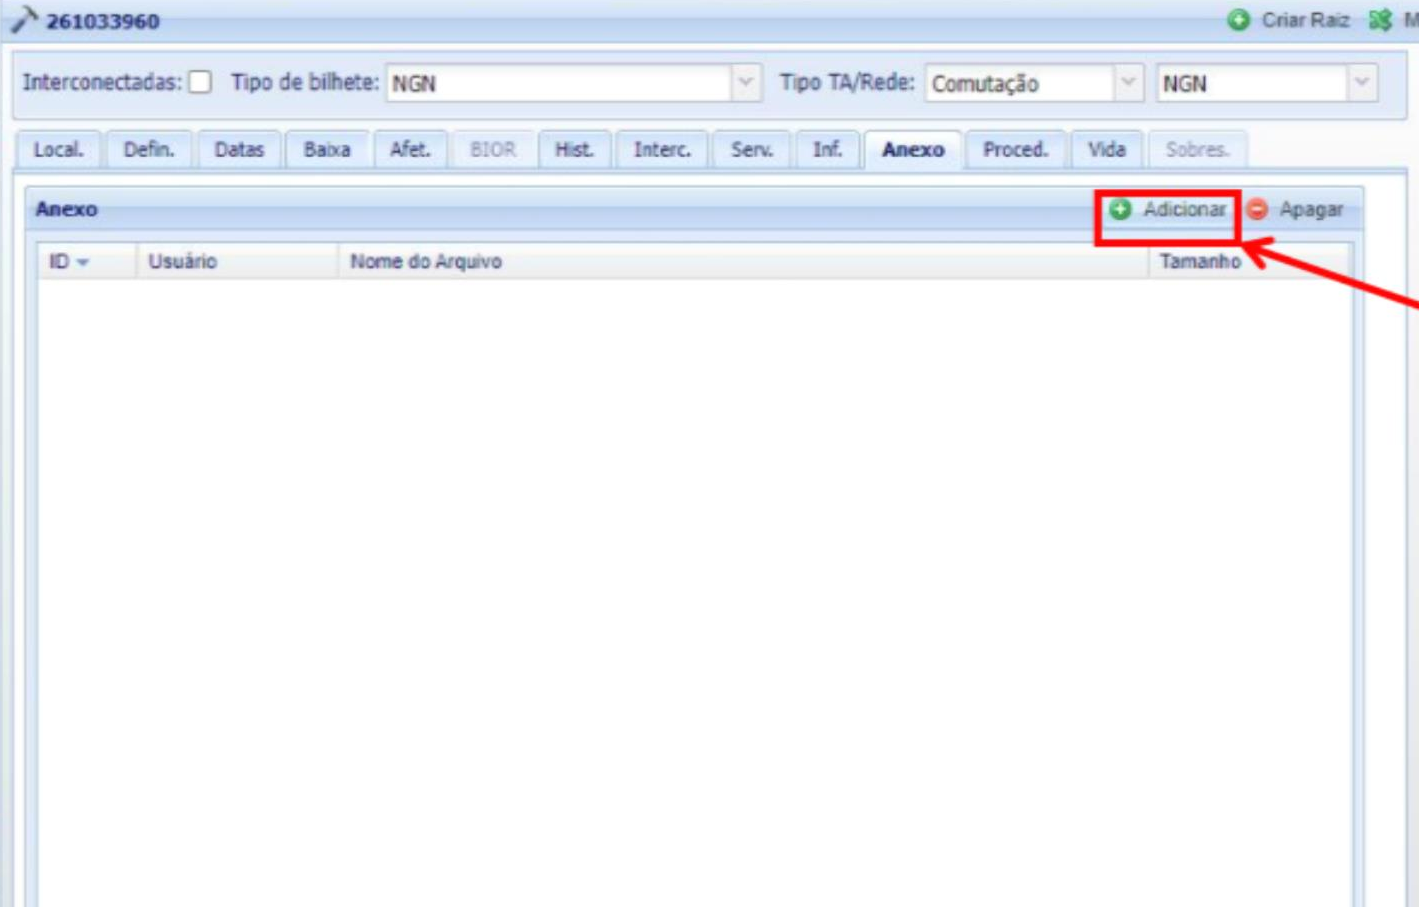 261033960 Criar Raiz
Interconectadas: Tipo de bilhete: NGN Tipo TA/Rede: Comutação NGN
Local. Defin. Datas Baixa Afet. BIOR Hist. Interc. Serv. Inf. Anexo Proced. Vida Sobres.
Anexo Adicionar Apagar
ID Usuário Nome do Arquivo Tamanho